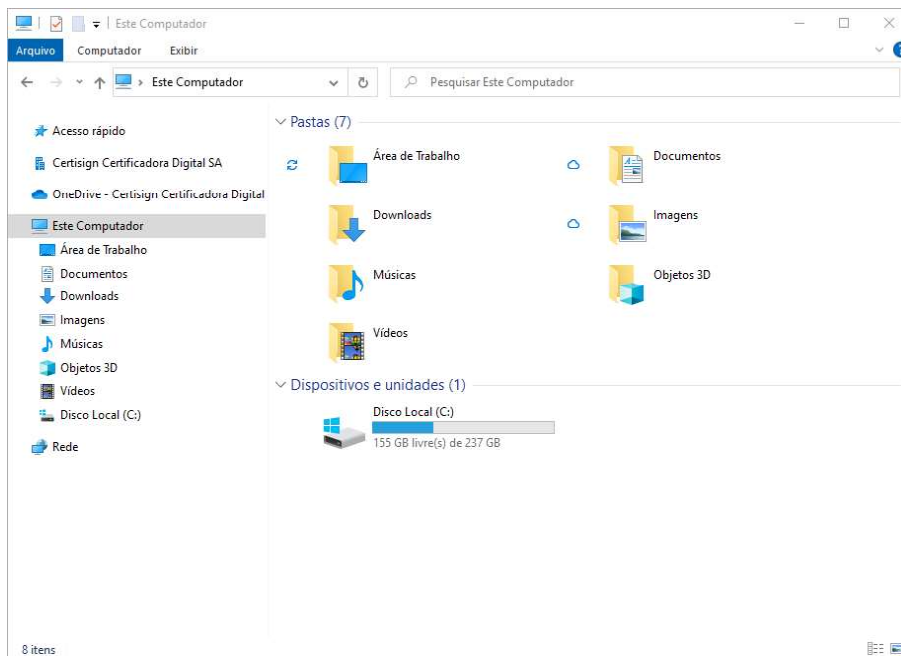 Este Computador
Arquivo Computador Exibir
Este Computador Pesquisar Este Computador
Acesso rápido
Certisign Certificadora Digital SA
OneDrive - Certisign Certificadora Digital
Este Computador
Área de Trabalho
Documentos
Downloads
Imagens
Músicas
Objetos 3D
Vídeos
Disco Local (C:)
Rede
Pastas (7)
Área de Trabalho Documentos
Downloads Imagens
Músicas Objetos 3D
Vídeos
Dispositivos e unidades (1)
Disco Local (C:)
155 GB livre(s) de 237 GB
8 itens